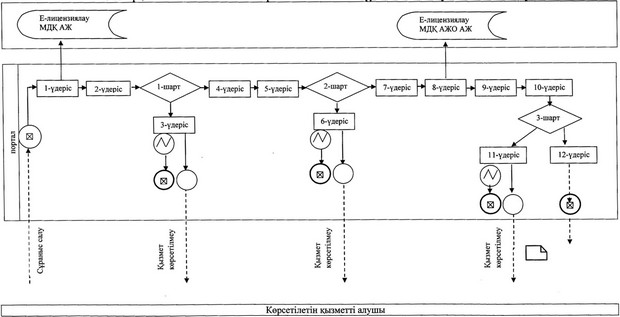 Е-лицензиялау
МДҚ АЖ
Е-лицензиялау
МДҚ АЖО АЖ
портал
1-үдеріс
2-үдеріс
1-шарт
4-үдеріс
5-үдеріс
2-шарт
7-үдеріс
8-үдеріс
9-үдеріс
10-үдеріс
3-үдеріс
6-үдеріс
3-шарт
11-үдеріс
12-үдеріс
Сұраныс салу
Қызмет
көрсетілмеу
Қызмет
көрсетілмеу
Қызмет
көрсетілмеу
Көрсетілетін қызметті алушы